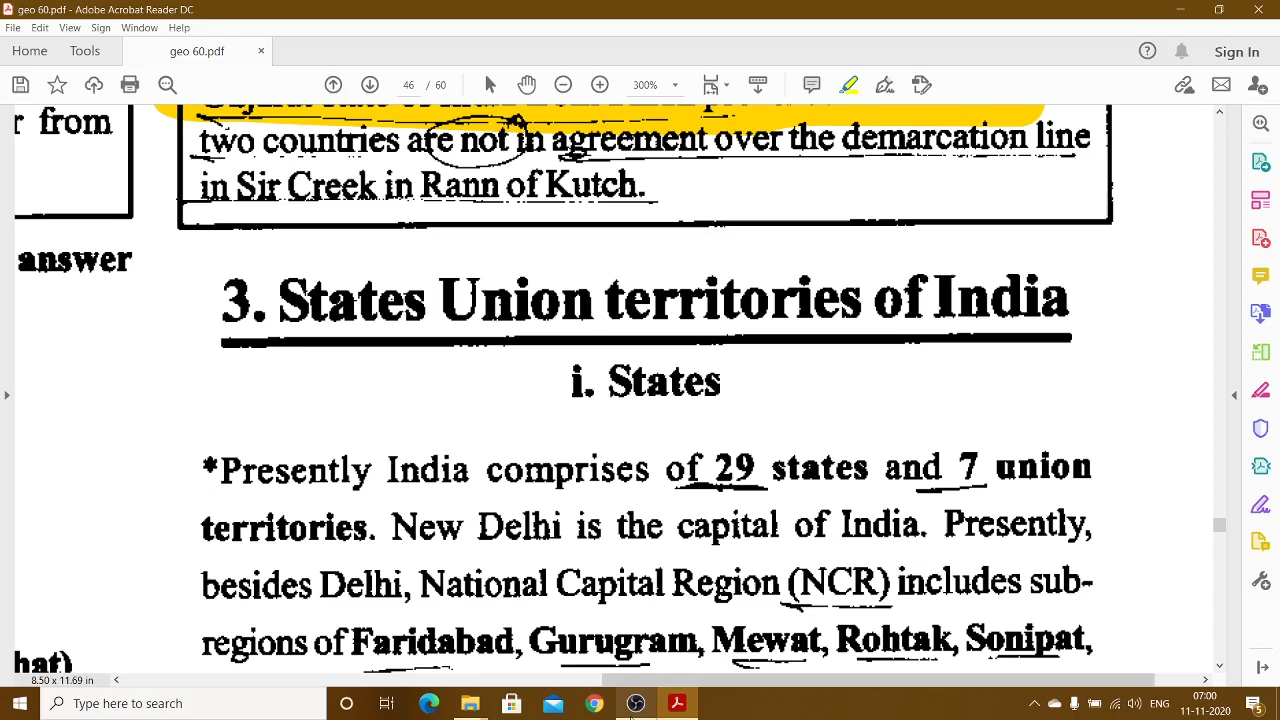 geo 60.pdf - Adobe Acrobat Reader DC
File Edit View Sign Window Help
Home Tools geo 60.pdf × Sign In
46 / 60 300%
two countries are not in agreement over the demarcation line
in Sir Creek in Rann of Kutch.
r from
answer
3. States Union territories of India
i. States
*Presently India comprises of 29 states and 7 union
territories. New Delhi is the capital of India. Presently,
besides Delhi, National Capital Region (NCR) includes sub-
regions of Faridabad, Gurugram, Mewat, Rohtak, Sonipat,
hat)
8.50 x 11.69 in
Type here to search
ENG
07:00
11-11-2020
5